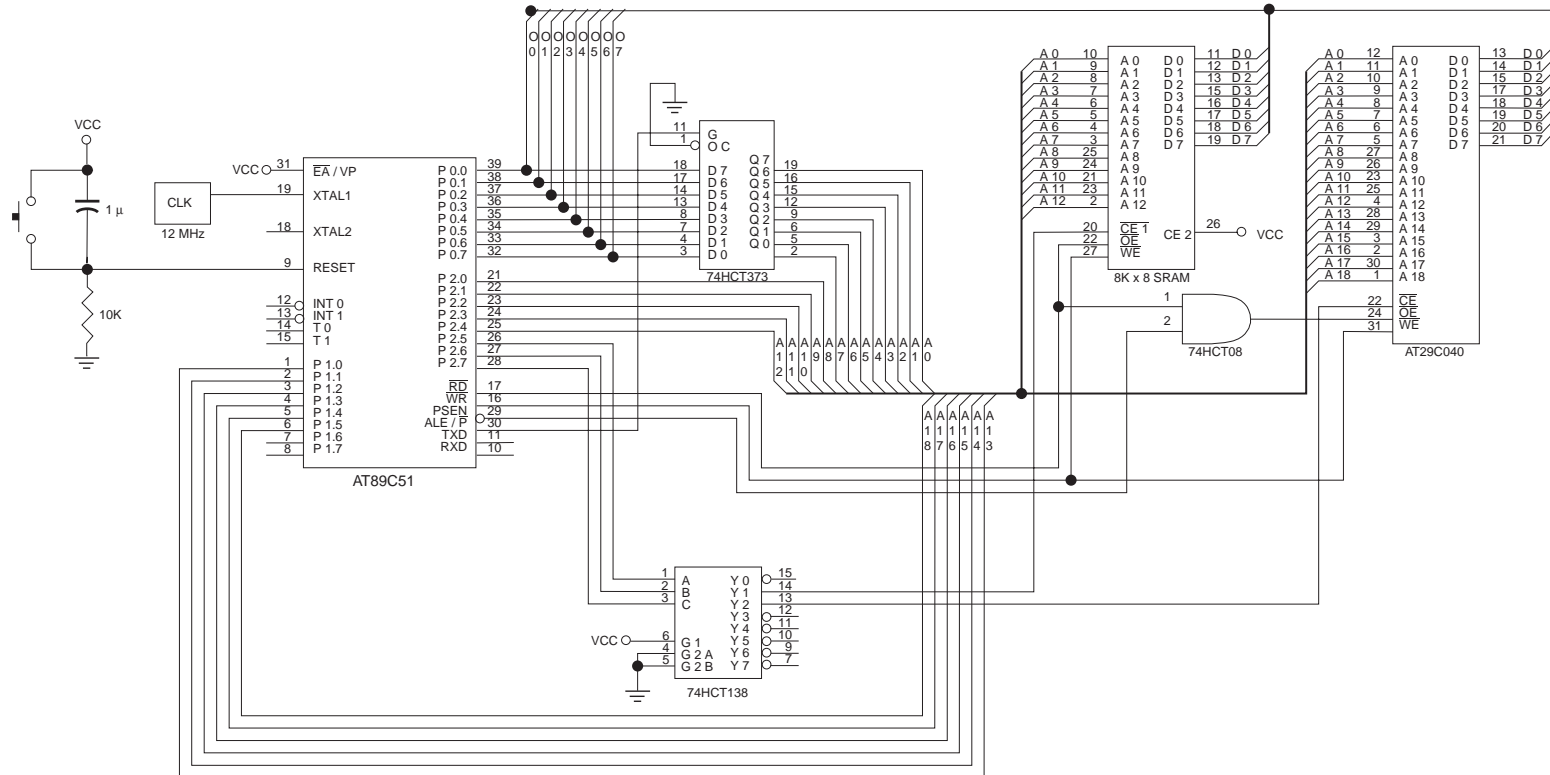 O 0
O 1
O 2
O 3
O 4
O 5
O 6
O 7
VCC
1 µ
10K
CLK
12 MHz
VCC 31 EA / VP
19 XTAL1
18 XTAL2
9 RESET
12 INT 0
13 INT 1
14 T 0
15 T 1
1 P 1.0
2 P 1.1
3 P 1.2
4 P 1.3
5 P 1.4
6 P 1.5
7 P 1.6
8 P 1.7
P 0.0 39
P 0.1 38
P 0.2 37
P 0.3 36
P 0.4 35
P 0.5 34
P 0.6 33
P 0.7 32
P 2.0 21
P 2.1 22
P 2.2 23
P 2.3 24
P 2.4 25
P 2.5 26
P 2.6 27
P 2.7 28
RD 17
WR 16
PSEN 29
ALE / P 30
TXD 11
RXD 10
AT89C51
11 G
1 O C
18 D 7
17 D 6
14 D 5
13 D 4
8 D 3
7 D 2
4 D 1
3 D 0
Q 7 19
Q 6 16
Q 5 15
Q 4 12
Q 3 9
Q 2 6
Q 1 5
Q 0 2
74HCT373
A 12
A 11
A 10
A 9
A 8
A 7
A 6
A 5
A 4
A 3
A 2
A 1
A 0
A 18
A 17
A 16
A 15
A 14
A 13
A 0 10 A 0
A 1 9 A 1
A 2 8 A 2
A 3 7 A 3
A 4 6 A 4
A 5 5 A 5
A 6 4 A 6
A 7 3 A 7
A 8 25 A 8
A 9 24 A 9
A 10 21 A 10
A 11 23 A 11
A 12 2 A 12
20 CE 1
22 OE
27 WE
D 0 11 D 0
D 1 12 D 1
D 2 13 D 2
D 3 15 D 3
D 4 16 D 4
D 5 17 D 5
D 6 18 D 6
D 7 19 D 7
CE 2 26 VCC
8K x 8 SRAM
1
2
74HCT08
A 0 12 A 0
A 1 11 A 1
A 2 10 A 2
A 3 9 A 3
A 4 8 A 4
A 5 7 A 5
A 6 6 A 6
A 7 5 A 7
A 8 27 A 8
A 9 26 A 9
A 10 23 A 10
A 11 25 A 11
A 12 4 A 12
A 13 28 A 13
A 14 29 A 14
A 15 3 A 15
A 16 2 A 16
A 17 30 A 17
A 18 1 A 18
22 CE
24 OE
31 WE
D 0 13 D 0
D 1 14 D 1
D 2 15 D 2
D 3 17 D 3
D 4 18 D 4
D 5 19 D 5
D 6 20 D 6
D 7 21 D 7
AT29C040
1 A
2 B
3 C
VCC 6 G 1
4 G 2 A
5 G 2 B
Y 0 15
Y 1 14
Y 2 13
Y 3 12
Y 4 11
Y 5 10
Y 6 9
Y 7 7
74HCT138